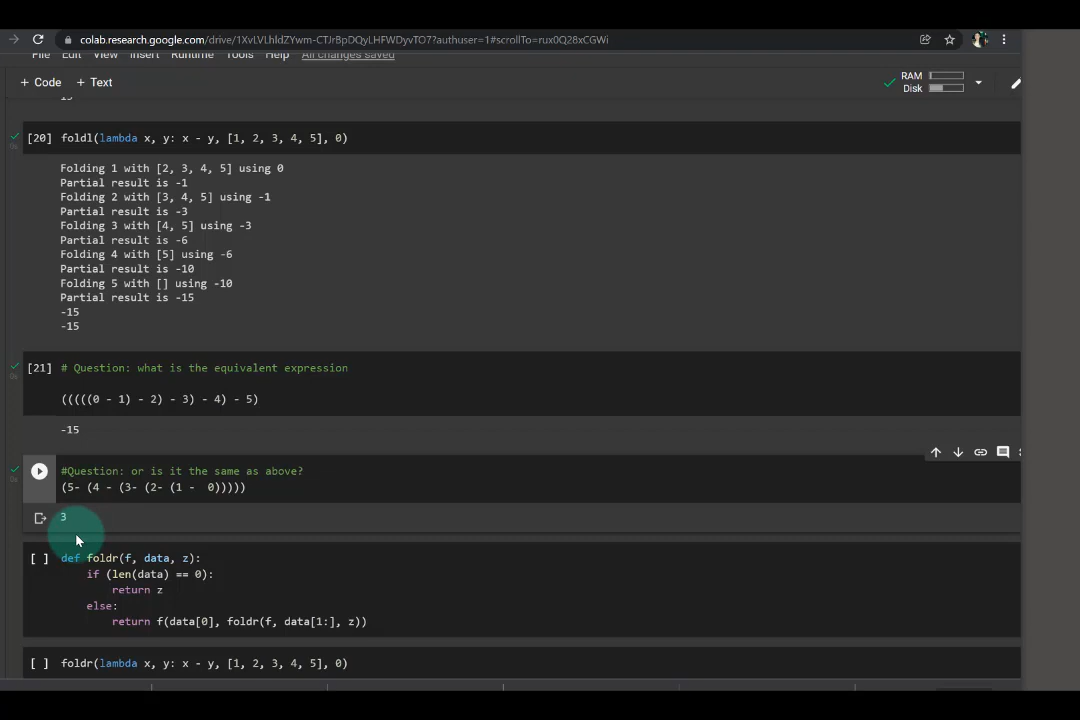 colab.research.google.com/drive/1XvLVLhldZYwm-CTJrBpDQyLHFWDyvTO7?authuser=1#scrollTo=rux0Q28xCGWi
File Edit View Insert Runtime Tools Help All changes saved
+ Code + Text
RAM
Disk
15
[20] foldl(lambda x, y: x - y, [1, 2, 3, 4, 5], 0)
0s
Folding 1 with [2, 3, 4, 5] using 0
Partial result is -1
Folding 2 with [3, 4, 5] using -1
Partial result is -3
Folding 3 with [4, 5] using -3
Partial result is -6
Folding 4 with [5] using -6
Partial result is -10
Folding 5 with [] using -10
Partial result is -15
-15
-15
[21] # Question: what is the equivalent expression
0s
(((((0 - 1) - 2) - 3) - 4) - 5)
-15
#Question: or is it the same as above?
0s
(5- (4 - (3- (2- (1 -  0)))))
3
[ ] def foldr(f, data, z):
if (len(data) == 0):
return z
else:
return f(data[0], foldr(f, data[1:], z))
[ ] foldr(lambda x, y: x - y, [1, 2, 3, 4, 5], 0)